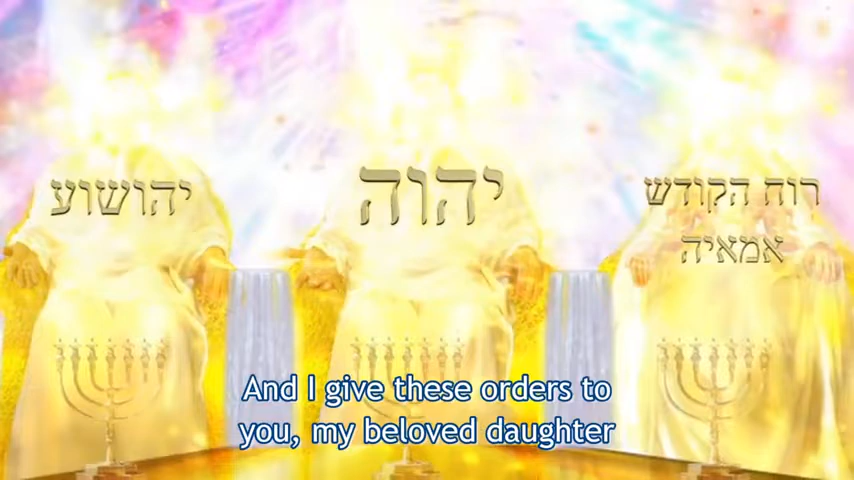 יהושוע
יהוה
רוח הקודש
אמאיה
And I give these orders to
you, my beloved daughter